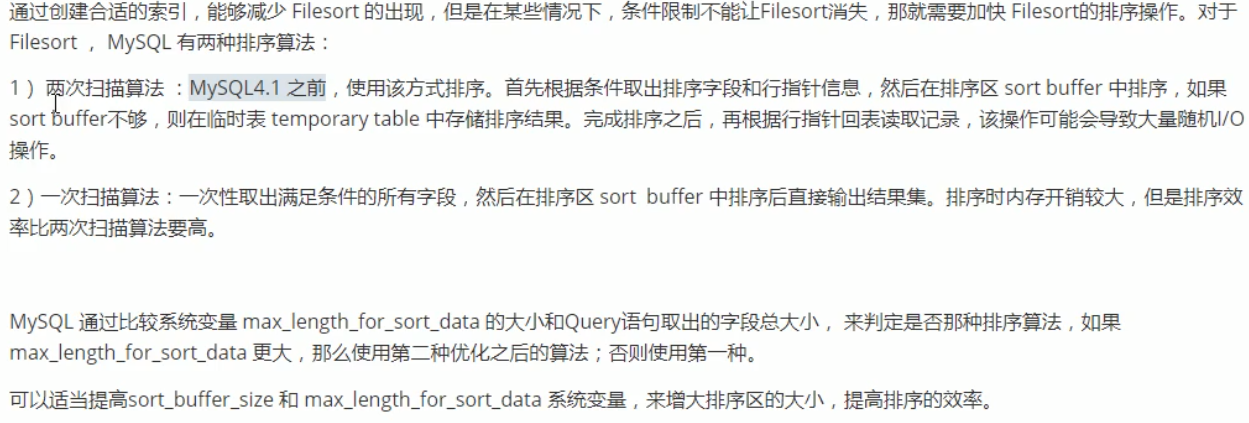 通过创建合适的索引，能够减少 Filesort 的出现，但是在某些情况下，条件限制不能让Filesort消失，那就需要加快 Filesort的排序操作。对于
Filesort ， MySQL 有两种排序算法：
1 ）两次扫描算法 ：MySQL4.1 之前，使用该方式排序。首先根据条件取出排序字段和行指针信息，然后在排序区 sort buffer 中排序，如果
sort buffer不够，则在临时表 temporary table 中存储排序结果。完成排序之后，再根据行指针回表读取记录，该操作可能会导致大量随机I/O
操作。
2 ）一次扫描算法：一次性取出满足条件的所有字段，然后在排序区 sort buffer 中排序后直接输出结果集。排序时内存开销较大，但是排序效
率比两次扫描算法要高。
MySQL 通过比较系统变量 max_length_for_sort_data 的大小和Query语句取出的字段总大小， 来判定是否那种排序算法，如果
max_length_for_sort_data 更大，那么使用第二种优化之后的算法；否则使用第一种。
可以适当提高sort_buffer_size 和 max_length_for_sort_data 系统变量，来增大排序区的大小，提高排序的效率。